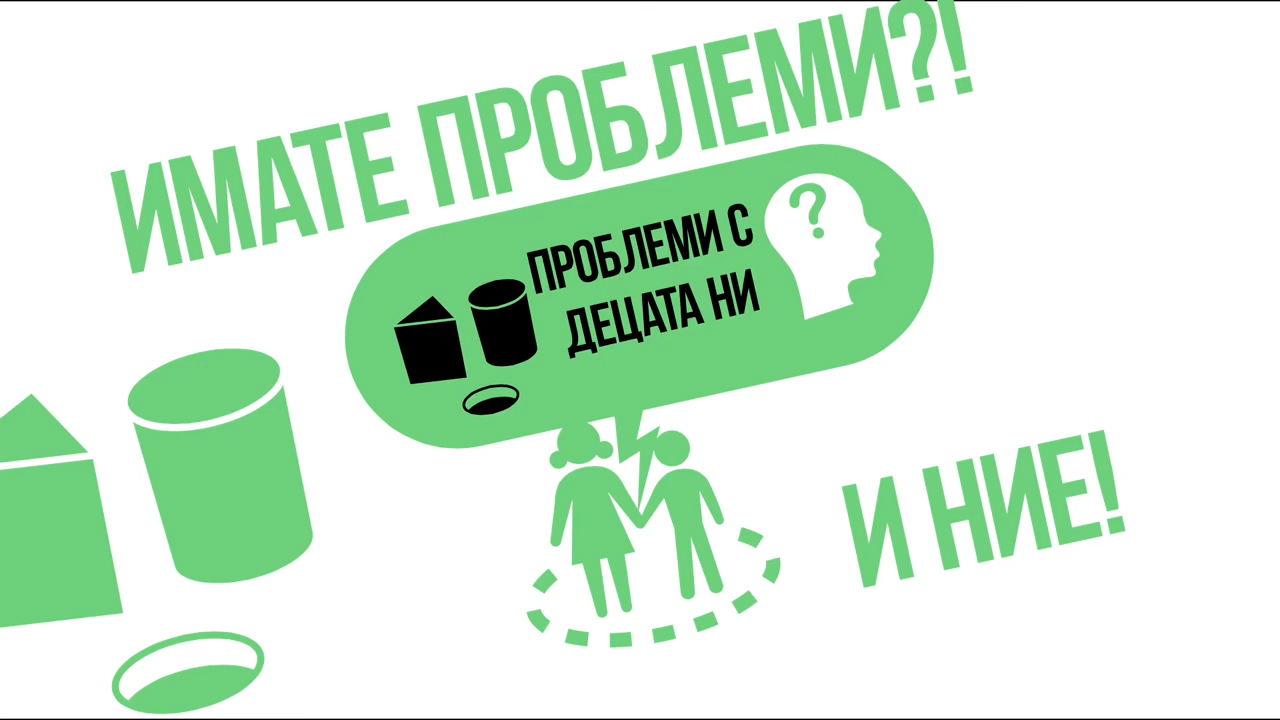 ИМАТЕ ПРОБЛЕМИ?!
ПРОБЛЕМИ С
ДЕЦАТА НИ
?
И НИЕ!